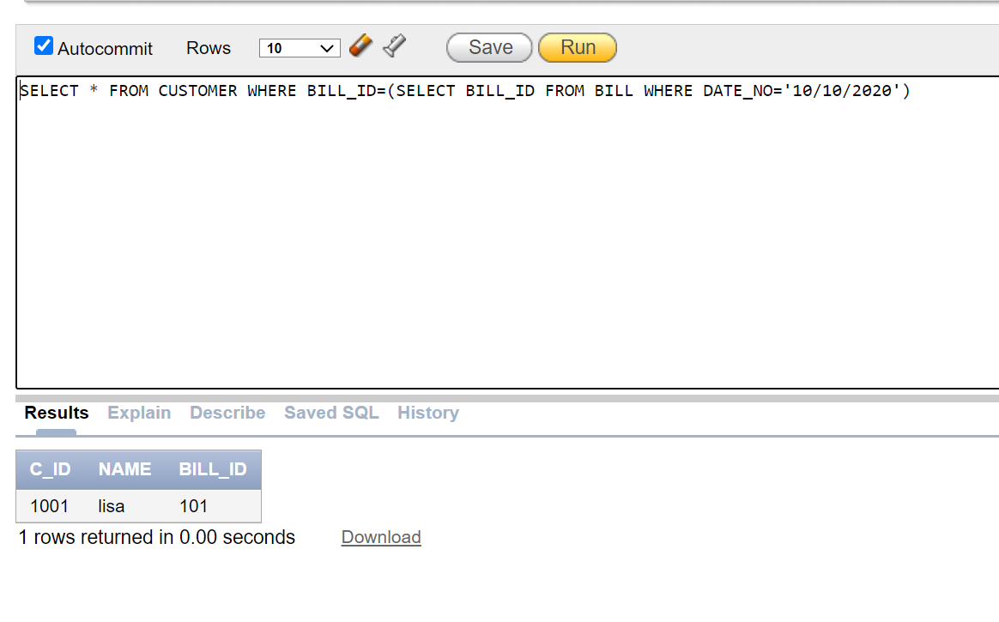 Autocommit Rows 10 Save Run
SELECT * FROM CUSTOMER WHERE BILL_ID=(SELECT BILL_ID FROM BILL WHERE DATE_NO='10/10/2020')
Results Explain Describe Saved SQL History
C_ID NAME BILL_ID
1001 lisa 101
1 rows returned in 0.00 seconds Download